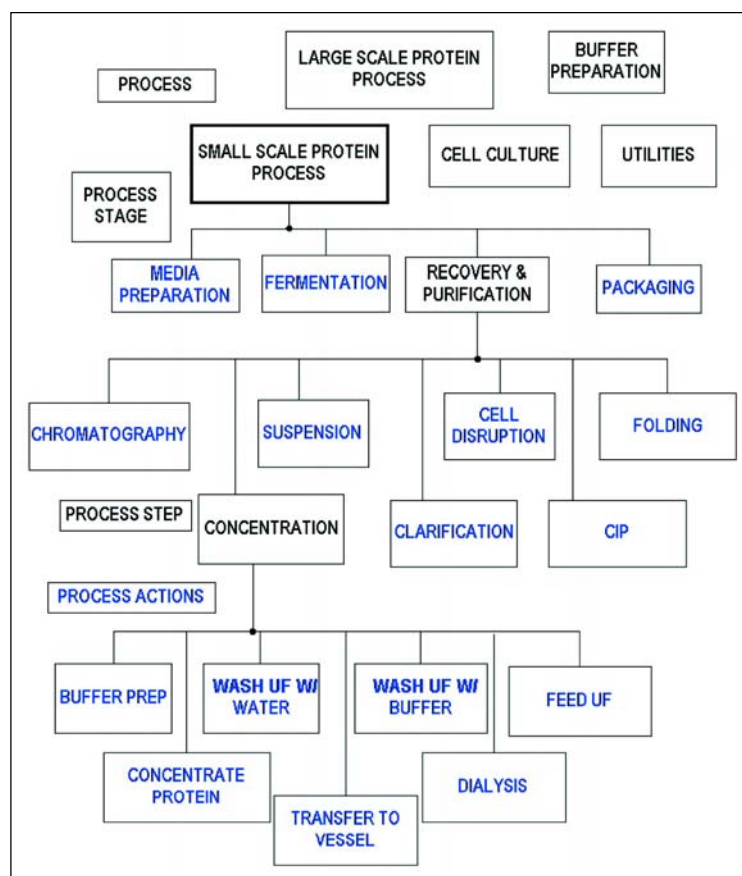 LARGE SCALE PROTEIN
PROCESS
BUFFER
PREPARATION
PROCESS
SMALL SCALE PROTEIN
PROCESS
CELL CULTURE
UTILITIES
PROCESS
STAGE
MEDIA
PREPARATION
FERMENTATION
RECOVERY &
PURIFICATION
PACKAGING
CHROMATOGRAPHY
SUSPENSION
CELL
DISRUPTION
FOLDING
PROCESS STEP
CONCENTRATION
CLARIFICATION
CIP
PROCESS ACTIONS
BUFFER PREP
WASH UF W/
WATER
WASH UF W/
BUFFER
FEED UF
CONCENTRATE
PROTEIN
TRANSFER TO
VESSEL
DIALYSIS